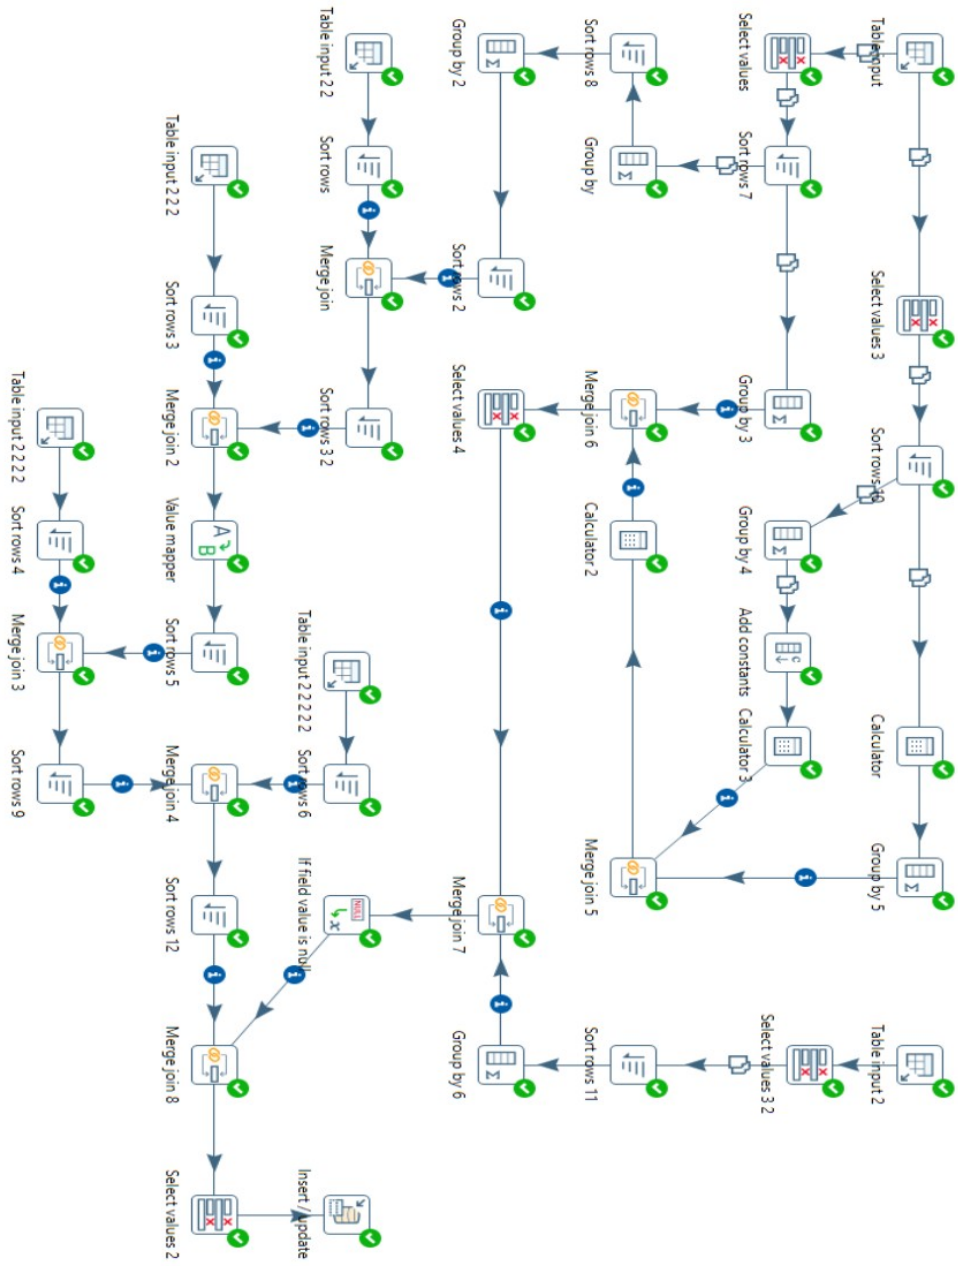 Table input
Select values 3
Sort rows 10
Calculator
Group by 5
Table input 2
Select values
Sort rows 7
Group by 3
Group by 4
Add constants
Calculator 3
Select values 3 2
Sort rows 8
Group by
Merge join 6
Calculator 2
Merge join 5
Sort rows 11
Group by 2
Sort rows 2
Select values 4
Merge join 7
Group by 6
Table input 2 2
Sort rows
Merge join
Sort rows 3 2
Table input 2 2 2 2 2
Sort rows 6
If field value is null
Insert / update
Table input 2 2 2
Sort rows 3
Merge join 2
Value mapper
Sort rows 5
Merge join 4
Sort rows 12
Merge join 8
Select values 2
Table input 2 2 2 2
Sort rows 4
Merge join 3
Sort rows 9